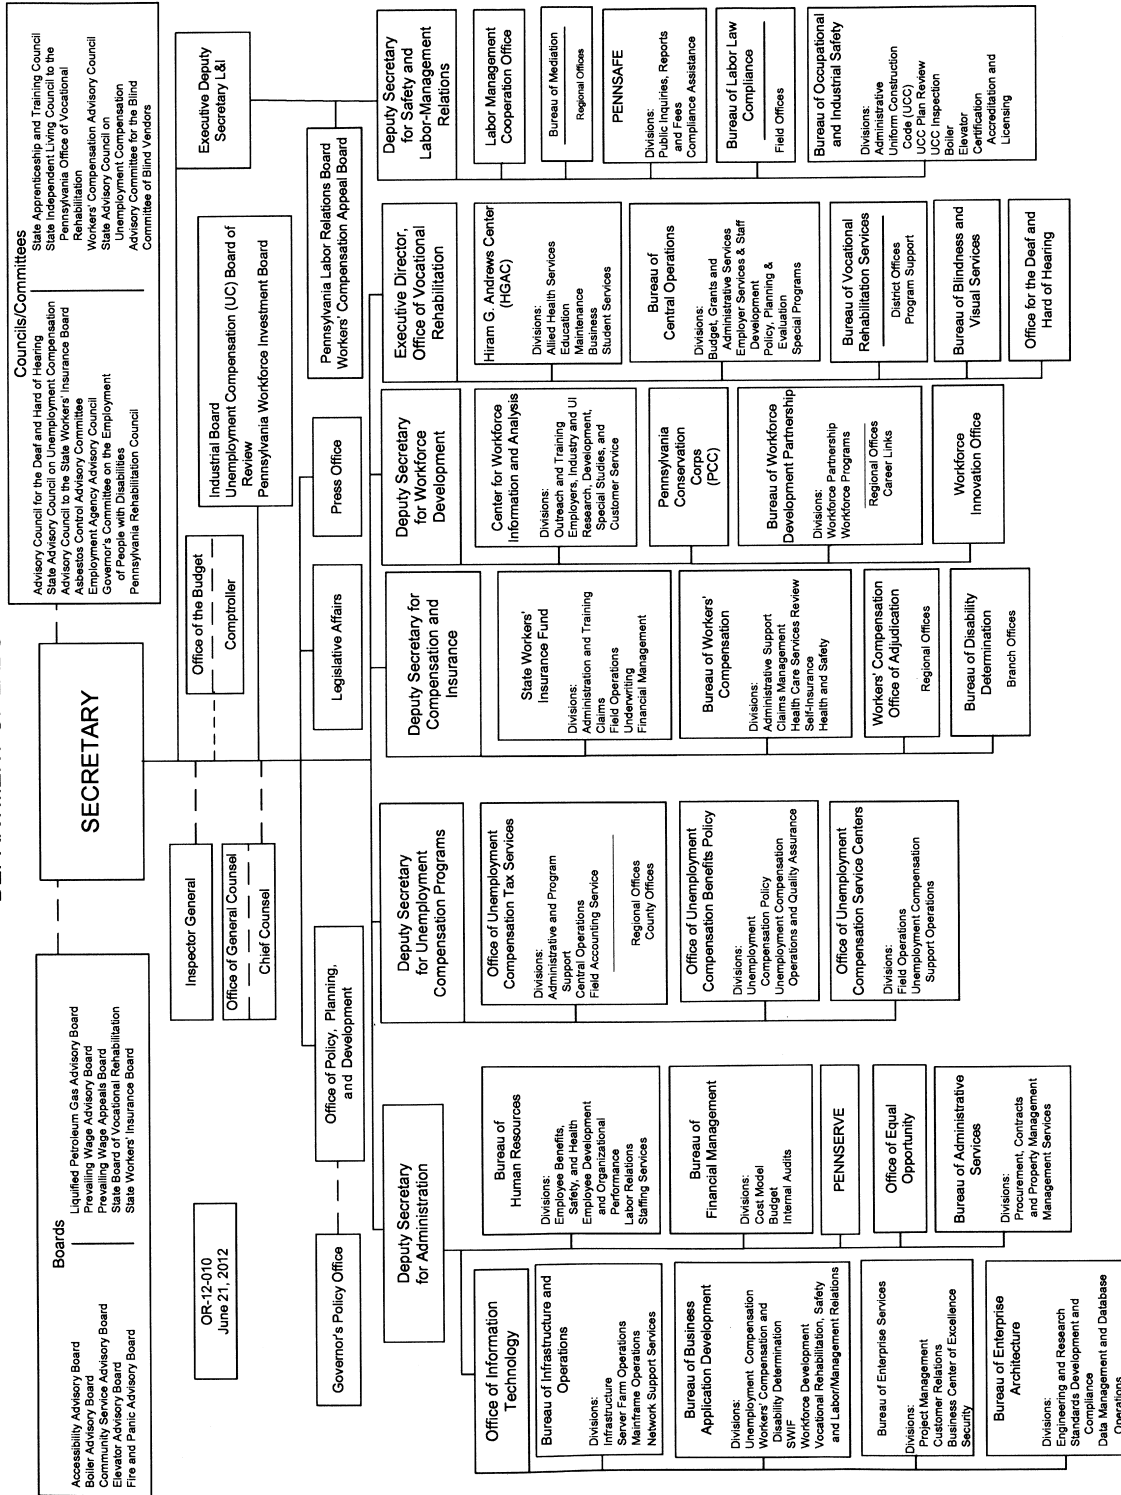 Boards
Accessibility Advisory Board
Boiler Advisory Board
Community Service Advisory Board
Elevator Advisory Board
Fire and Panic Advisory Board
Liquified Petroleum Gas Advisory Board
Prevailing Wage Advisory Board
Prevailing Wage Appeals Board
State Board of Vocational Rehabilitation
State Workers' Insurance Board
SECRETARY
Councils/Committees
Advisory Council for the Deaf and Hard of Hearing
State Advisory Council on Unemployment Compensation
Advisory Council to the State Workers' Insurance Board
Asbestos Control Advisory Committee
Employment Agency Advisory Council
Governor's Committee on the Employment
of People with Disabilities
Pennsylvania Rehabilitation Council
State Apprenticeship and Training Council
State Independent Living Council to the
Pennsylvania Office of Vocational
Rehabilitation
Workers' Compensation Advisory Council
State Advisory Council on
Unemployment Compensation
Advisory Committee for the Blind
Committee of Blind Vendors
OR-12-010
June 21, 2012
Inspector General
Office of General Counsel
Chief Counsel
Office of the Budget
Comptroller
Executive Deputy
Secretary L&I
Industrial Board
Unemployment Compensation (UC) Board of
Review
Pennsylvania Workforce Investment Board
Governor's Policy Office
Office of Policy, Planning,
and Development
Legislative Affairs
Press Office
Pennsylvania Labor Relations Board
Workers' Compensation Appeal Board
Deputy Secretary
for Administration
Office of Information
Technology
Bureau of Infrastructure and
Operations
Divisions:
Infrastructure
Server Farm Operations
Mainframe Operations
Network Support Services
Bureau of Business
Application Development
Divisions:
Unemployment Compensation
Workers' Compensation and
Disability Determination
SWIF
Workforce Development
Vocational Rehabilitation, Safety
and Labor/Management Relations
Bureau of Enterprise Services
Divisions:
Project Management
Customer Relations
Business Center of Excellence
Security
Bureau of Enterprise
Architecture
Divisions:
Engineering and Research
Standards Development and
Compliance
Data Management and Database
Operations
Bureau of
Human Resources
Divisions:
Employee Benefits,
Safety, and Health
Employee Development
and Organizational
Performance
Labor Relations
Staffing Services
Bureau of
Financial Management
Divisions:
Cost Model
Budget
Internal Audits
PENNSERVE
Office of Equal
Opportunity
Bureau of Administrative
Services
Divisions:
Procurement, Contracts
and Property Management
Management Services
Deputy Secretary
for Unemployment
Compensation Programs
Office of Unemployment
Compensation Tax Services
Divisions:
Administrative and Program
Support
Central Operations
Field Accounting Service
Regional Offices
County Offices
Office of Unemployment
Compensation Benefits Policy
Divisions:
Unemployment
Compensation Policy
Unemployment Compensation
Operations and Quality Assurance
Office of Unemployment
Compensation Service Centers
Divisions:
Field Operations
Unemployment Compensation
Support Operations
Deputy Secretary for
Compensation and
Insurance
State Workers'
Insurance Fund
Divisions:
Administration and Training
Claims
Field Operations
Underwriting
Financial Management
Bureau of Workers'
Compensation
Divisions:
Administrative Support
Claims Management
Health Care Services Review
Self-Insurance
Health and Safety
Workers' Compensation
Office of Adjudication
Regional Offices
Bureau of Disability
Determination
Branch Offices
Deputy Secretary
for Workforce
Development
Center for Workforce
Information and Analysis
Divisions:
Outreach and Training
Employers, Industry and UI
Research, Development,
Special Studies, and
Customer Service
Pennsylvania
Conservation
Corps
(PCC)
Bureau of Workforce
Development Partnership
Divisions:
Workforce Partnership
Workforce Programs
Regional Offices
Career Links
Workforce
Innovation Office
Executive Director,
Office of Vocational
Rehabilitation
Hiram G. Andrews Center
(HGAC)
Divisions:
Allied Health Services
Education
Maintenance
Business
Student Services
Bureau of
Central Operations
Divisions:
Budget, Grants and
Administrative Services
Employer Services & Staff
Development
Policy, Planning &
Evaluation
Special Programs
Bureau of Vocational
Rehabilitation Services
District Offices
Program Support
Bureau of Blindness and
Visual Services
Office for the Deaf and
Hard of Hearing
Deputy Secretary
for Safety and
Labor-Management
Relations
Labor Management
Cooperation Office
Bureau of Mediation
Regional Offices
PENNSAFE
Divisions:
Public Inquiries, Reports
and Fees
Compliance Assistance
Bureau of Labor Law
Compliance
Field Offices
Bureau of Occupational
and Industrial Safety
Divisions:
Administrative
Uniform Construction
Code (UCC)
UCC Plan Review
UCC Inspection
Boiler
Elevator
Certification
Accreditation and
Licensing